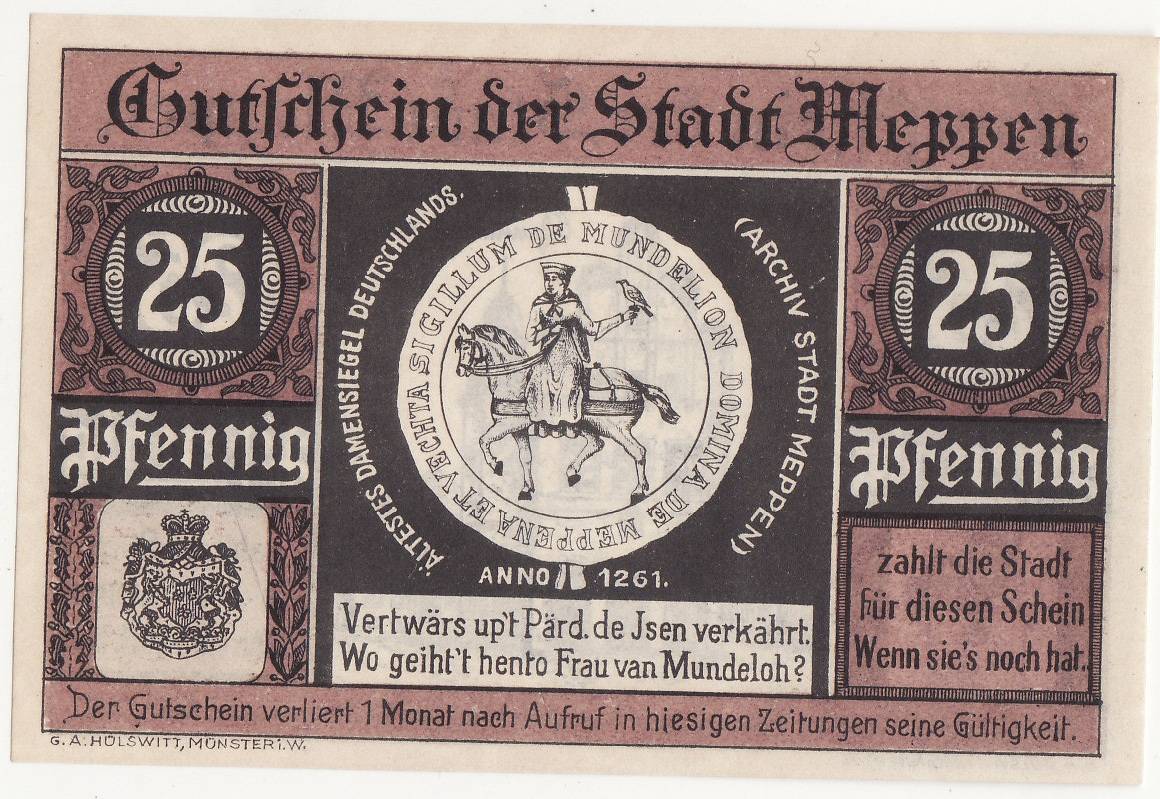 Gutschein der Stadt Meppen
25
Pfennig
ÄLTESTES DAMENSIEGEL DEUTSCHLANDS.
SIGILLUM DE MUNDELION DOMINA DE MEPPENA ET VECHTA
(ARCHIV STADT MEPPEN)
ANNO 1261.
Vertwärs up't Pärd. de Jsen verkährt.
Wo geiht't hento Frau van Mundeloh?
25
Pfennig
zahlt die Stadt
für diesen Schein
Wenn sie's noch hat.
Der Gutschein verliert 1 Monat nach Aufruf in hiesigen Zeitungen seine Gültigkeit.
G. A. HÜLSWITT, MÜNSTER i. W.